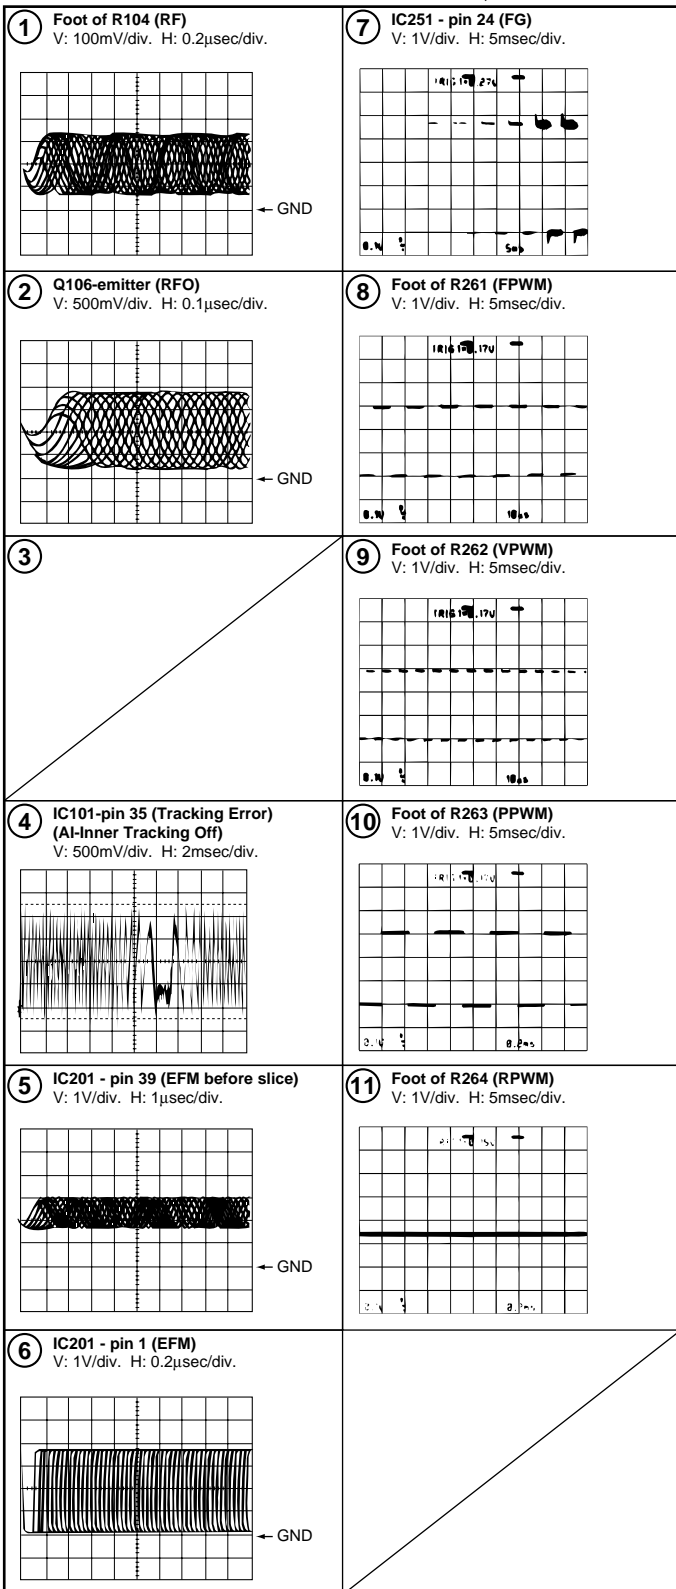 1 Foot of R104 (RF)
V: 100mV/div. H: 0.2µsec/div.
GND
2 Q106-emitter (RFO)
V: 500mV/div. H: 0.1µsec/div.
GND
3
4 IC101-pin 35 (Tracking Error)
(AI-Inner Tracking Off)
V: 500mV/div. H: 2msec/div.
5 IC201 - pin 39 (EFM before slice)
V: 1V/div. H: 1µsec/div.
GND
6 IC201 - pin 1 (EFM)
V: 1V/div. H: 0.2µsec/div.
GND
7 IC251 - pin 24 (FG)
V: 1V/div. H: 5msec/div.
5ms
8 Foot of R261 (FPWM)
V: 1V/div. H: 5msec/div.
9 Foot of R262 (VPWM)
V: 1V/div. H: 5msec/div.
10 Foot of R263 (PPWM)
V: 1V/div. H: 5msec/div.
0.2ms
11 Foot of R264 (RPWM)
V: 1V/div. H: 5msec/div.